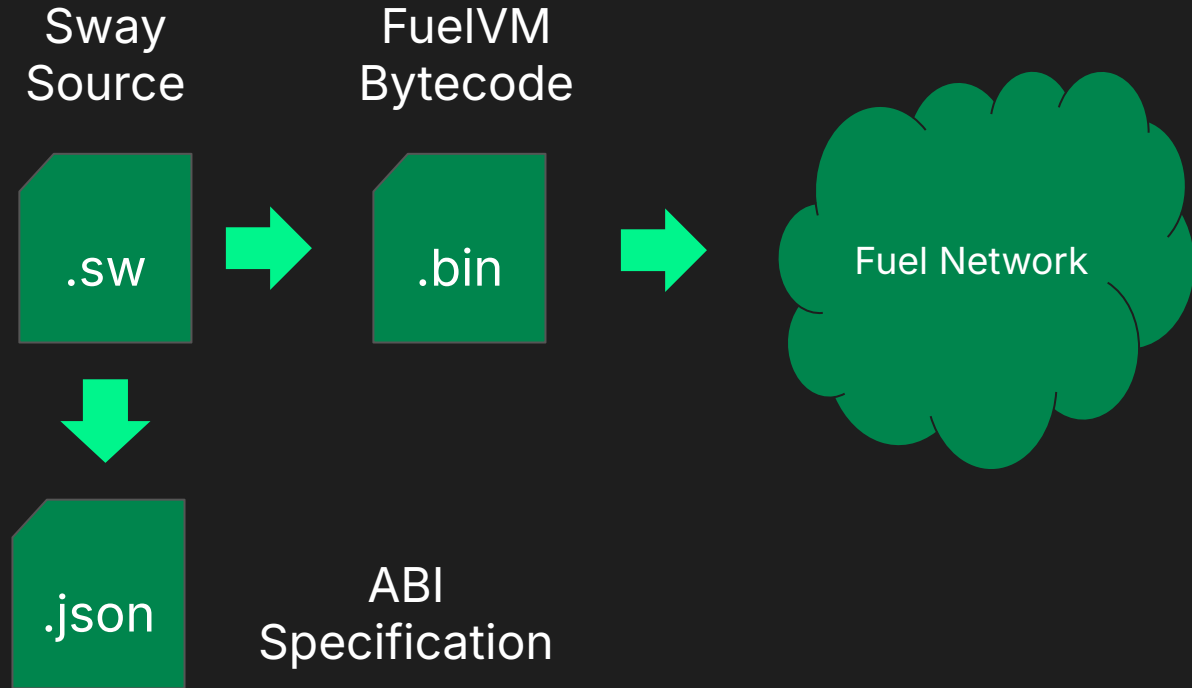 Sway
Source
FuelVM
Bytecode
.sw
.bin
Fuel Network
.json
ABI
Specification